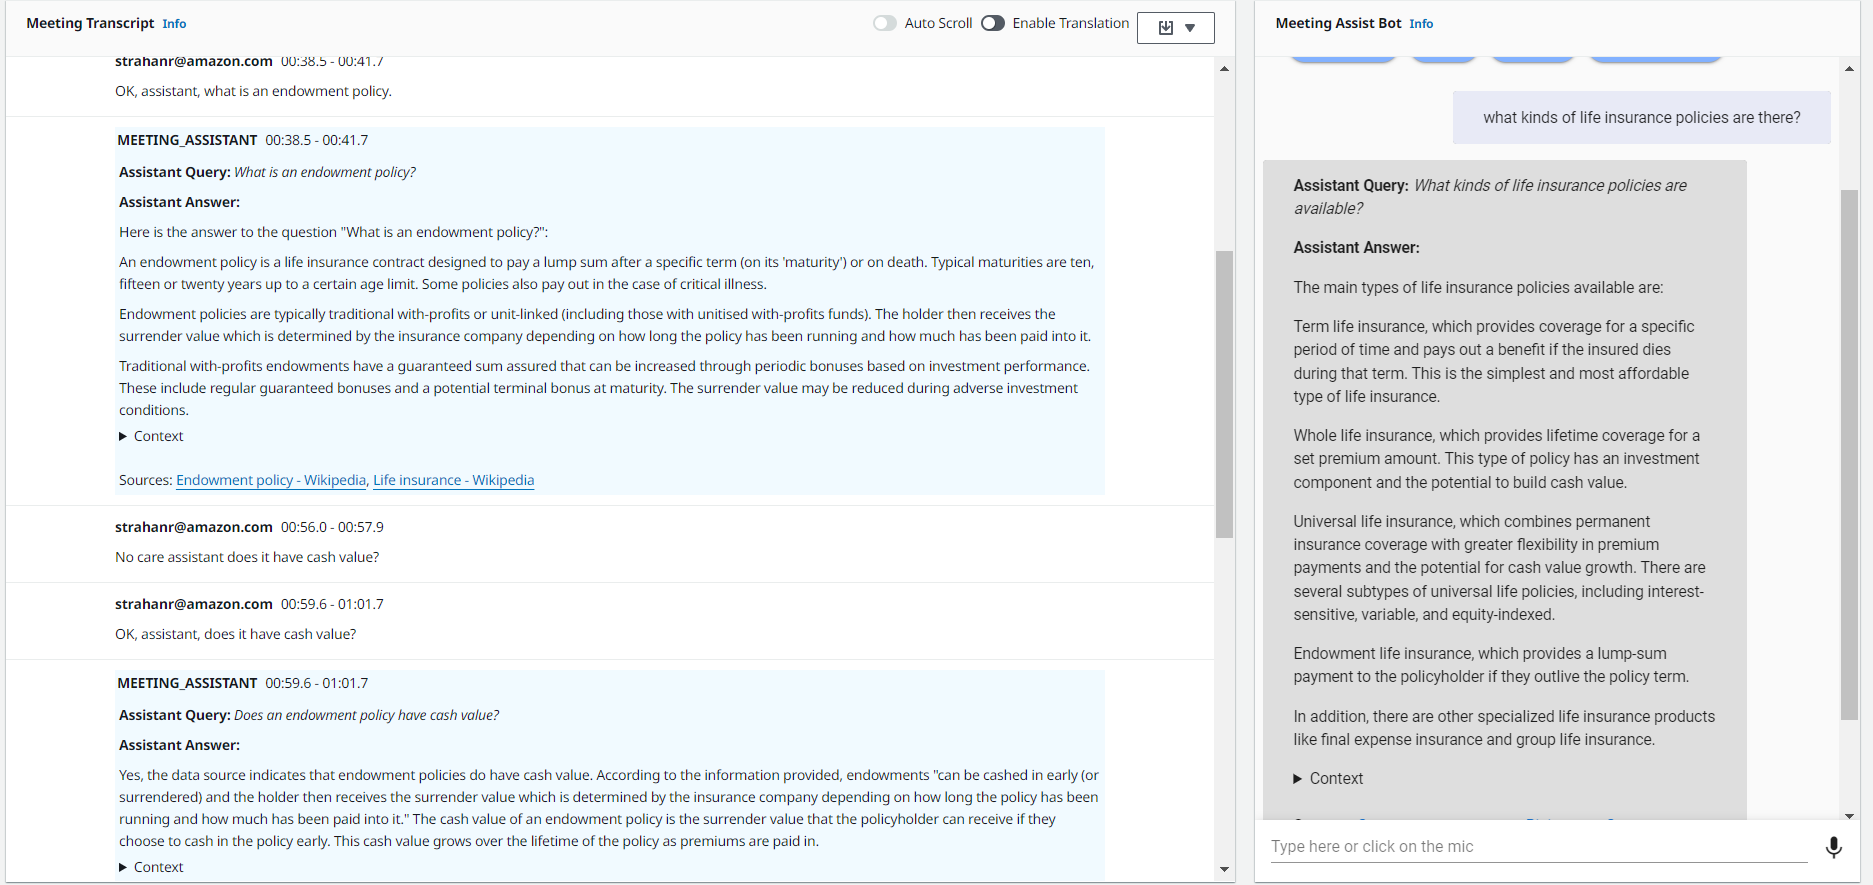 Meeting Transcript Info
Auto Scroll
Enable Translation
strahanr@amazon.com 00:38.5 - 00:41.7
OK, assistant, what is an endowment policy.
MEETING_ASSISTANT 00:38.5 - 00:41.7
Assistant Query: What is an endowment policy?
Assistant Answer:
Here is the answer to the question "What is an endowment policy?":
An endowment policy is a life insurance contract designed to pay a lump sum after a specific term (on its 'maturity') or on death. Typical maturities are ten,
fifteen or twenty years up to a certain age limit. Some policies also pay out in the case of critical illness.
Endowment policies are typically traditional with-profits or unit-linked (including those with unitised with-profits funds). The holder then receives the
surrender value which is determined by the insurance company depending on how long the policy has been running and how much has been paid into it.
Traditional with-profits endowments have a guaranteed sum assured that can be increased through periodic bonuses based on investment performance.
These include regular guaranteed bonuses and a potential terminal bonus at maturity. The surrender value may be reduced during adverse investment
conditions.
Context
Sources: Endowment policy - Wikipedia, Life insurance - Wikipedia
strahanr@amazon.com 00:56.0 - 00:57.9
No care assistant does it have cash value?
strahanr@amazon.com 00:59.6 - 01:01.7
OK, assistant, does it have cash value?
MEETING_ASSISTANT 00:59.6 - 01:01.7
Assistant Query: Does an endowment policy have cash value?
Assistant Answer:
Yes, the data source indicates that endowment policies do have cash value. According to the information provided, endowments "can be cashed in early (or
surrendered) and the holder then receives the surrender value which is determined by the insurance company depending on how long the policy has been
running and how much has been paid into it." The cash value of an endowment policy is the surrender value that the policyholder can receive if they
choose to cash in the policy early. This cash value grows over the lifetime of the policy as premiums are paid in.
Context
Meeting Assist Bot Info
what kinds of life insurance policies are there?
Assistant Query: What kinds of life insurance policies are
available?
Assistant Answer:
The main types of life insurance policies available are:
Term life insurance, which provides coverage for a specific
period of time and pays out a benefit if the insured dies
during that term. This is the simplest and most affordable
type of life insurance.
Whole life insurance, which provides lifetime coverage for a
set premium amount. This type of policy has an investment
component and the potential to build cash value.
Universal life insurance, which combines permanent
insurance coverage with greater flexibility in premium
payments and the potential for cash value growth. There are
several subtypes of universal life policies, including interest-
sensitive, variable, and equity-indexed.
Endowment life insurance, which provides a lump-sum
payment to the policyholder if they outlive the policy term.
In addition, there are other specialized life insurance products
like final expense insurance and group life insurance.
Context
Type here or click on the mic